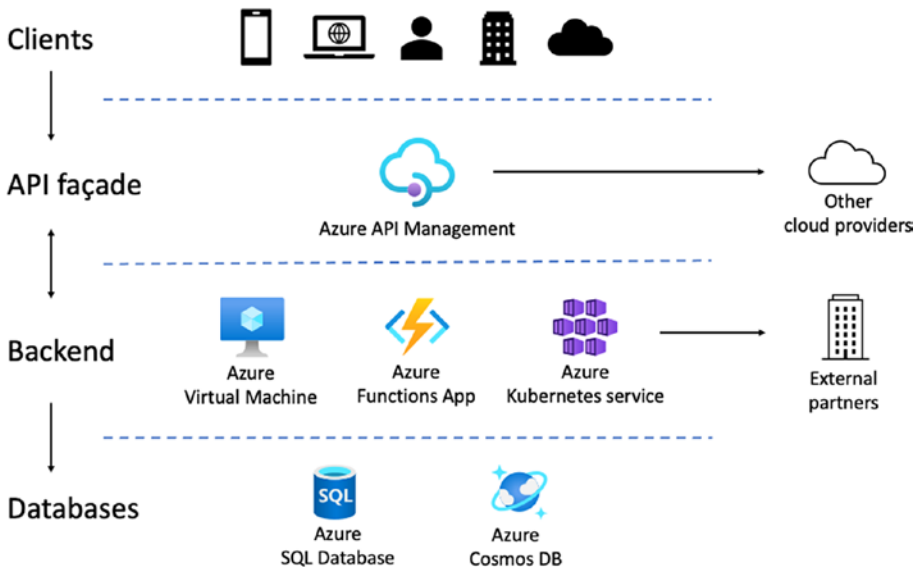 Clients
API façade
Azure API Management
Other
cloud providers
Backend
Azure
Virtual Machine
Azure
Functions App
Azure
Kubernetes service
External
partners
Databases
SQL
Azure
SQL Database
Azure
Cosmos DB